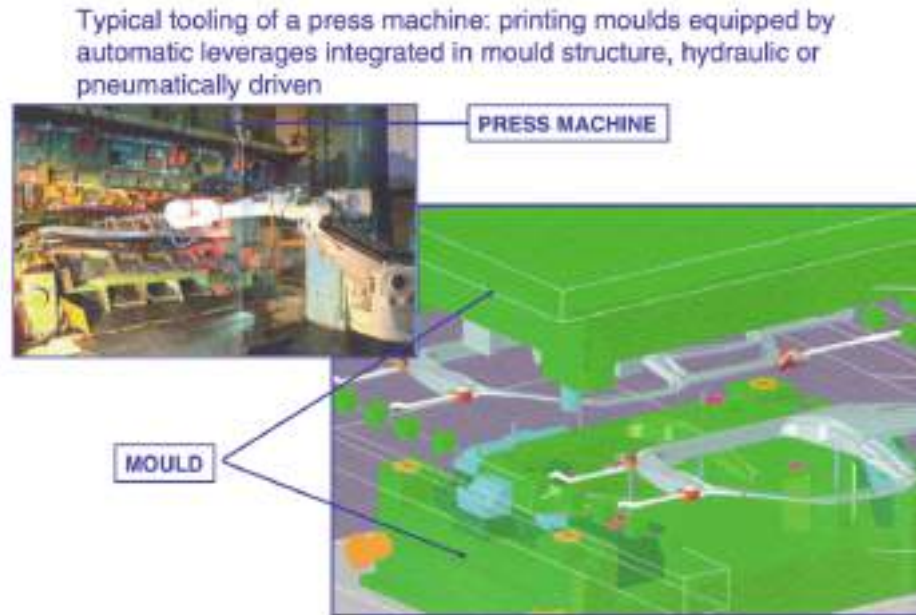 Typical tooling of a press machine: printing moulds equipped by
automatic leverages integrated in mould structure, hydraulic or
pneumatically driven
PRESS MACHINE
MOULD